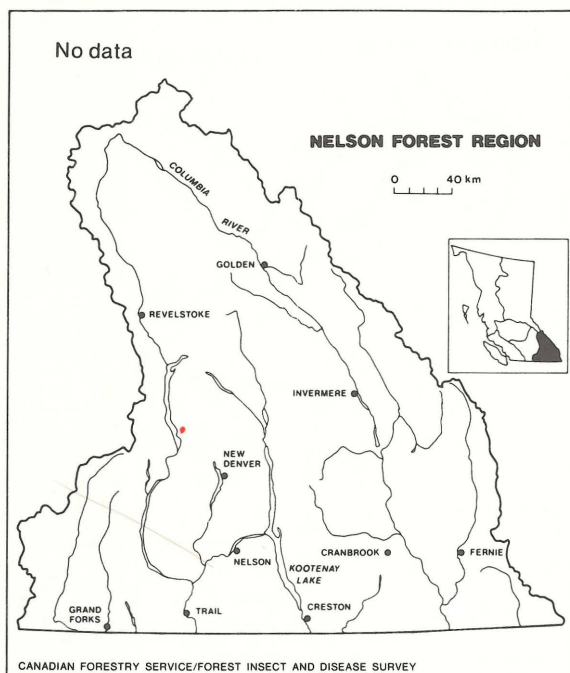 No data
NELSON FOREST REGION
0 40 km
COLUMBIA
RIVER
GOLDEN
REVELSTOKE
INVERMERE
NEW
DENVER
NELSON
KOOTENAY
LAKE
CRANBROOK
FERNIE
GRAND
FORKS
TRAIL
CRESTON
CANADIAN FORESTRY SERVICE/FOREST INSECT AND DISEASE SURVEY